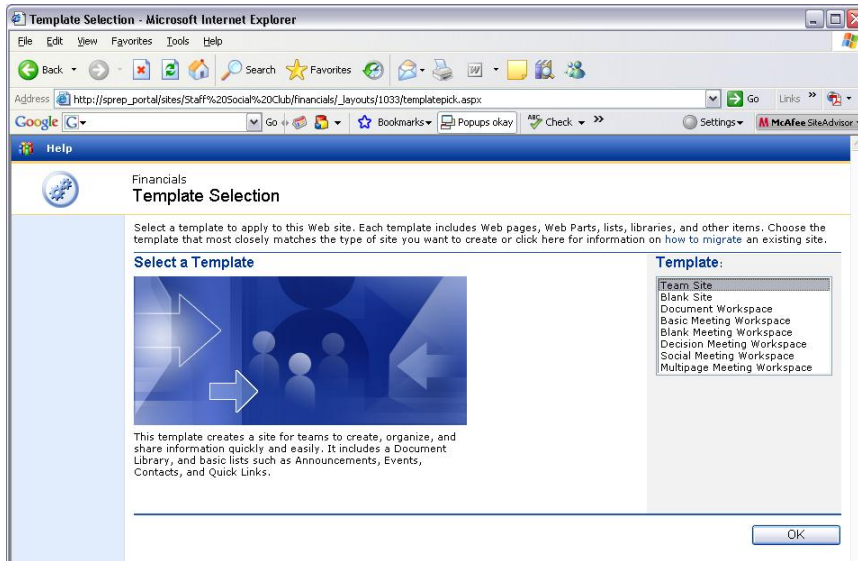 Template Selection - Microsoft Internet Explorer
File Edit View Favorites Tools Help
Back Search Favorites
Address http://sprep_portal/sites/Staff%20Social%20Club/financials/_layouts/1033/templatepick.aspx Go Links »
Google G Go Bookmarks Popups okay ABC Check » Settings McAfee SiteAdvisor
Help
Financials
Template Selection
Select a template to apply to this Web site. Each template includes Web pages, Web Parts, lists, libraries, and other items. Choose the
template that most closely matches the type of site you want to create or click here for information on how to migrate an existing site.
Select a Template
Template:
Team Site
Blank Site
Document Workspace
Basic Meeting Workspace
Blank Meeting Workspace
Decision Meeting Workspace
Social Meeting Workspace
Multipage Meeting Workspace
This template creates a site for teams to create, organize, and
share information quickly and easily. It includes a Document
Library, and basic lists such as Announcements, Events,
Contacts, and Quick Links.
OK